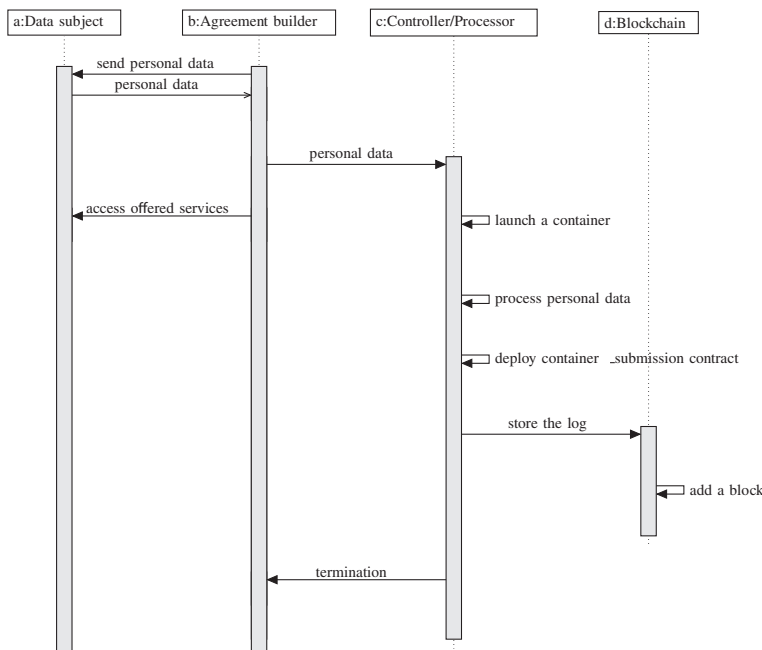 a:Data subject
b:Agreement builder
c:Controller/Processor
d:Blockchain
send personal data
personal data
personal data
access offered services
launch a container
process personal data
deploy container _submission contract
store the log
add a block
termination